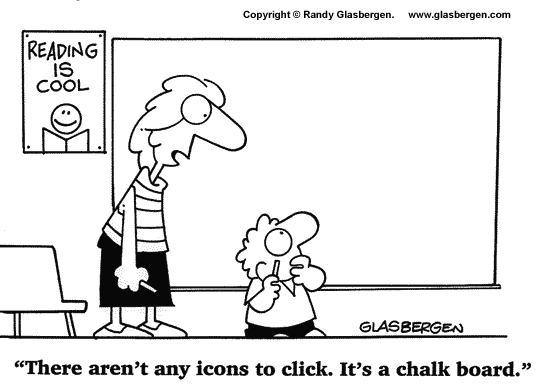 Copyright © Randy Glasbergen. www.glasbergen.com
READING
IS
COOL
GLASBERGEN
“There aren’t any icons to click. It’s a chalk board.”